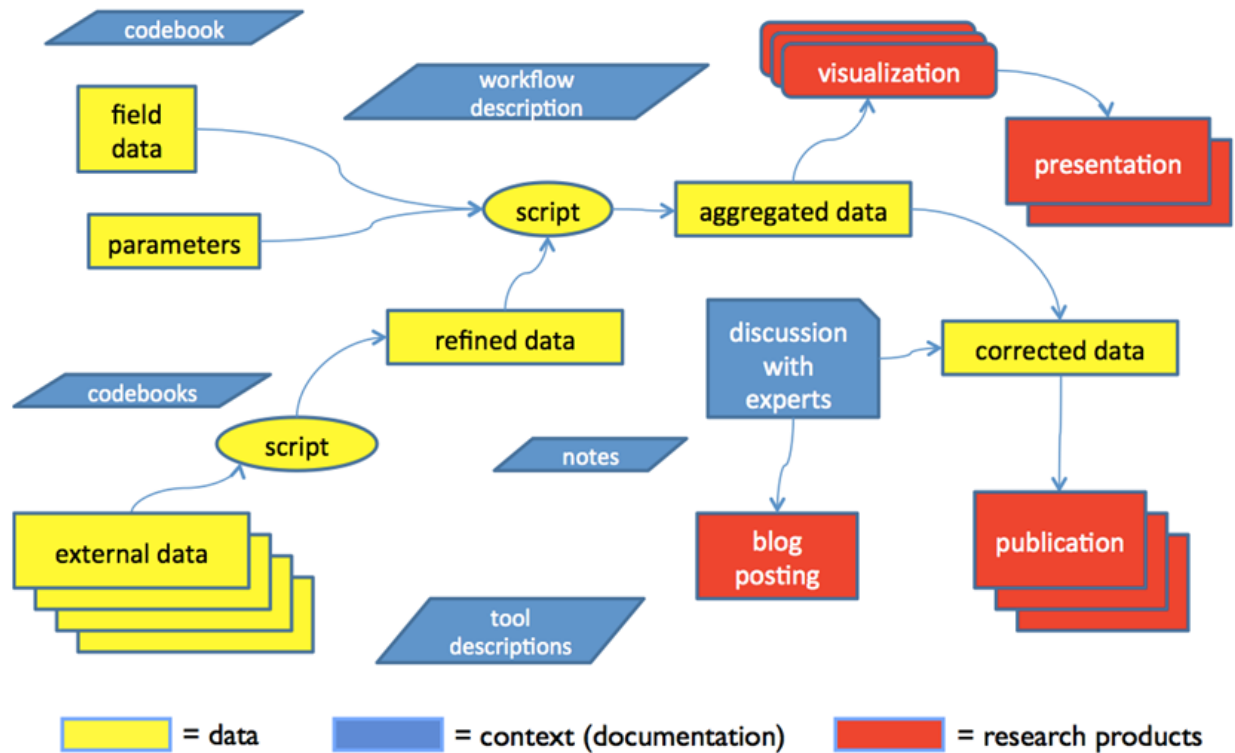 codebook
workflow
description
visualization
field
data
presentation
script
aggregated data
parameters
refined data
discussion
with
experts
corrected data
codebooks
script
notes
external data
blog
posting
publication
tool
descriptions
= data
= context (documentation)
= research products